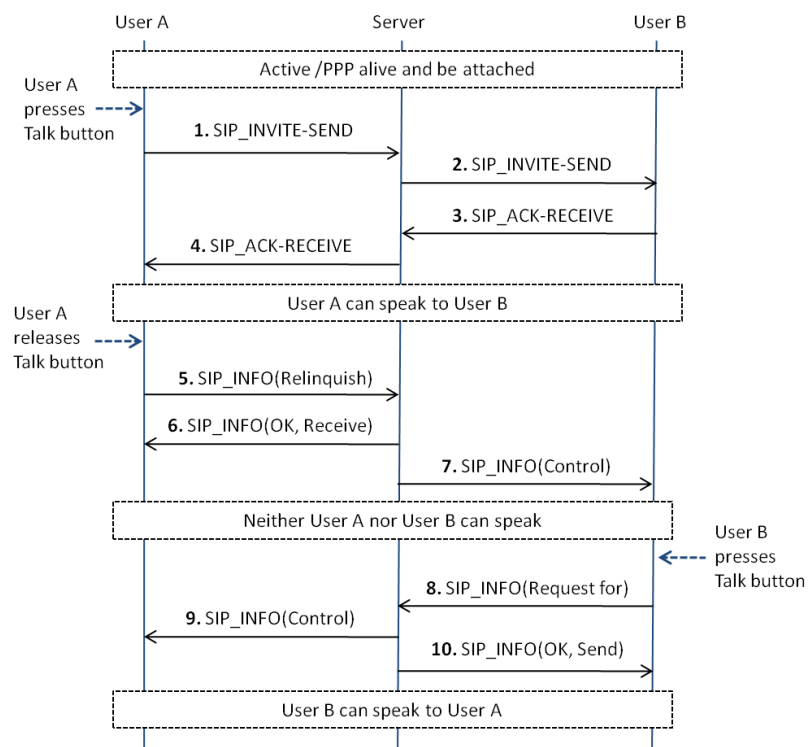 User A
Server
User B
Active /PPP alive and be attached
User A
presses
Talk button
1. SIP_INVITE-SEND
2. SIP_INVITE-SEND
3. SIP_ACK-RECEIVE
4. SIP_ACK-RECEIVE
User A can speak to User B
User A
releases
Talk button
5. SIP_INFO(Relinquish)
6. SIP_INFO(OK, Receive)
7. SIP_INFO(Control)
Neither User A nor User B can speak
User B
presses
Talk button
8. SIP_INFO(Request for)
9. SIP_INFO(Control)
10. SIP_INFO(OK, Send)
User B can speak to User A